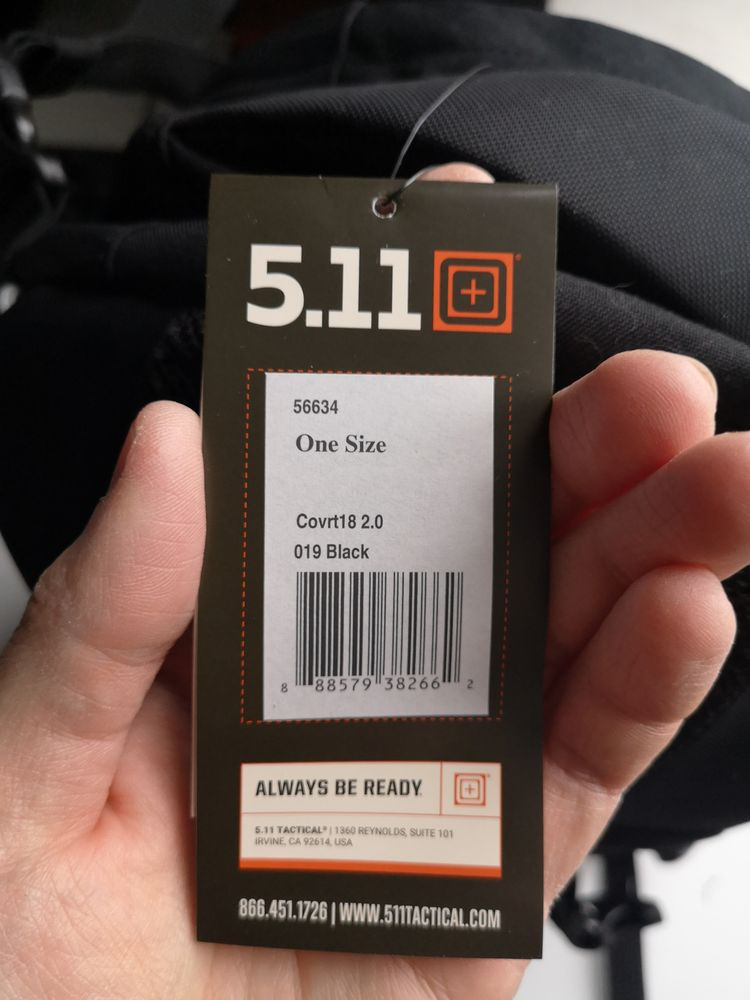 5.11
56634
One Size
Covrt18 2.0
019 Black
8 88579 38266 2
ALWAYS BE READY
5.11 TACTICAL® | 1360 REYNOLDS, SUITE 101
IRVINE, CA 92614, USA
866.451.1726 | WWW.511TACTICAL.COM